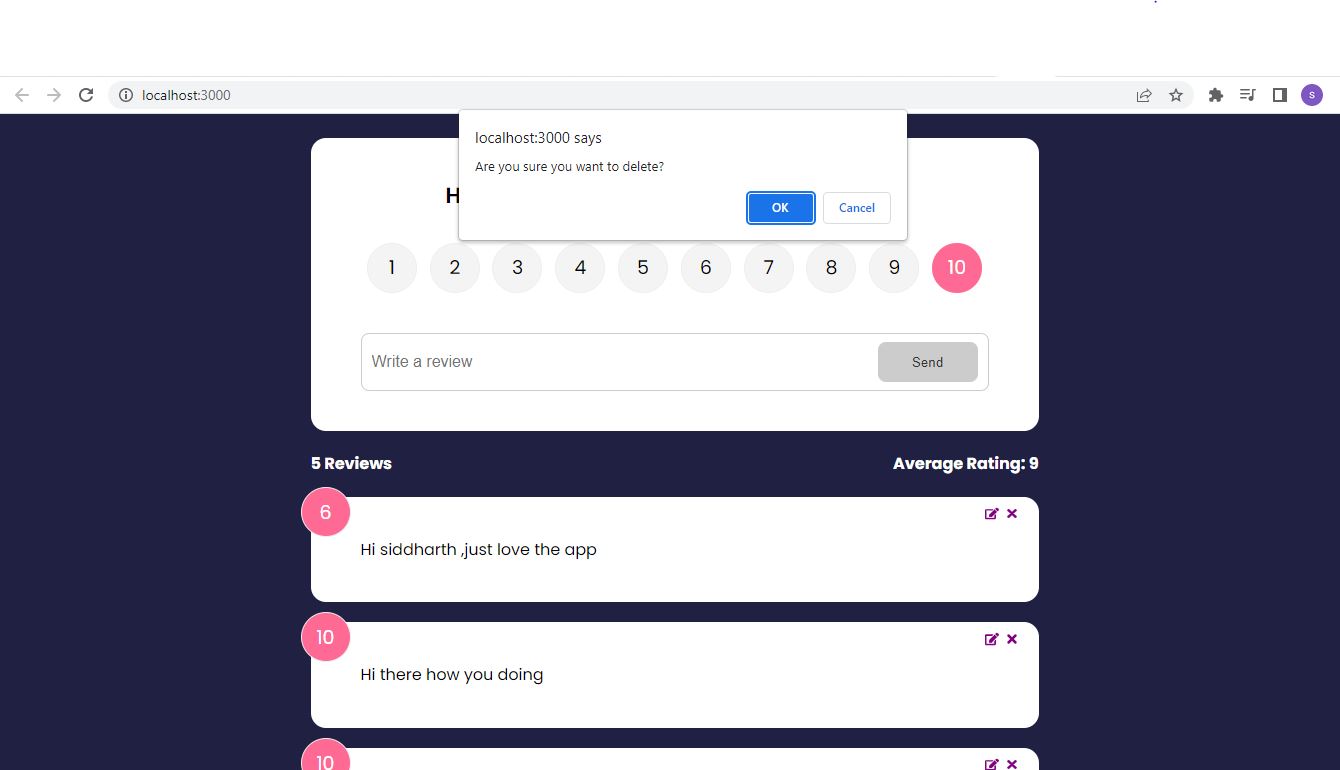 localhost:3000
S
localhost:3000 says
Are you sure you want to delete?
OK Cancel
H
1 2 3 4 5 6 7 8 9 10
Write a review Send
5 Reviews Average Rating: 9
6
Hi siddharth ,just love the app
10
Hi there how you doing
10